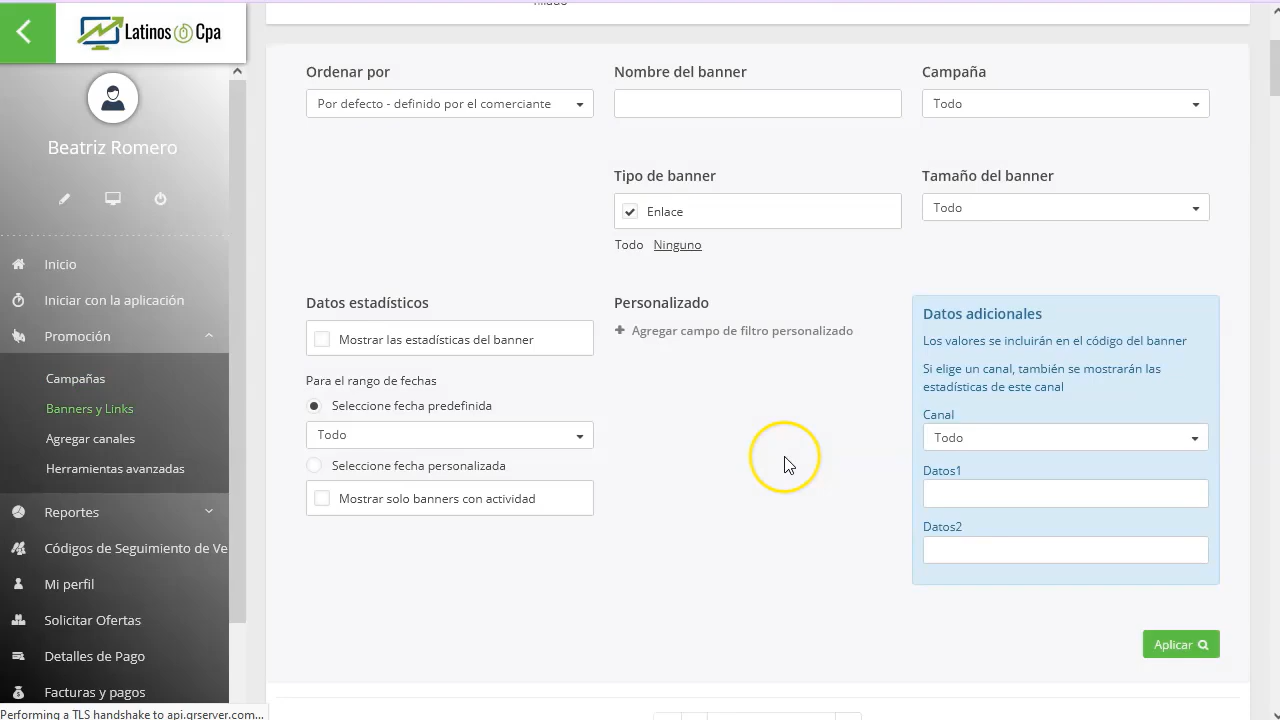 Latinos Cpa
Beatriz Romero
Inicio
Iniciar con la aplicación
Promoción
Campañas
Banners y Links
Agregar canales
Herramientas avanzadas
Reportes
Códigos de Seguimiento de Ve
Mi perfil
Solicitar Ofertas
Detalles de Pago
Facturas y pagos
Performing a TLS handshake to api.qrserver.com...
Ordenar por
Por defecto - definido por el comerciante
Nombre del banner
Campaña
Todo
Tipo de banner
Enlace
Todo Ninguno
Tamaño del banner
Todo
Datos estadísticos
Mostrar las estadísticas del banner
Para el rango de fechas
Seleccione fecha predefinida
Todo
Seleccione fecha personalizada
Mostrar solo banners con actividad
Personalizado
Agregar campo de filtro personalizado
Datos adicionales
Los valores se incluirán en el código del banner
Si elige un canal, también se mostrarán las
estadísticas de este canal
Canal
Todo
Datos1
Datos2
Aplicar